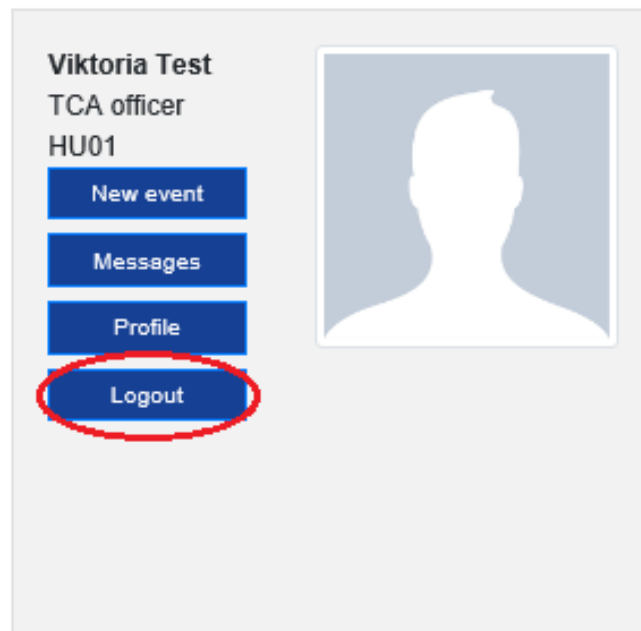 Viktoria Test
TCA officer
HU01
New event
Messages
Profile
Logout